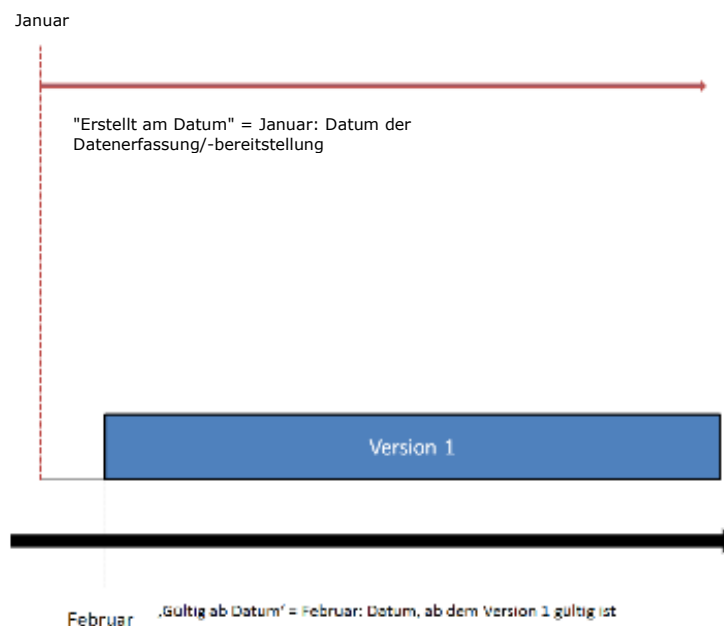 Januar
"Erstellt am Datum" = Januar: Datum der
Datenerfassung/-bereitstellung
Version 1
Februar ‚Gültig ab Datum‘ = Februar: Datum, ab dem Version 1 gültig ist